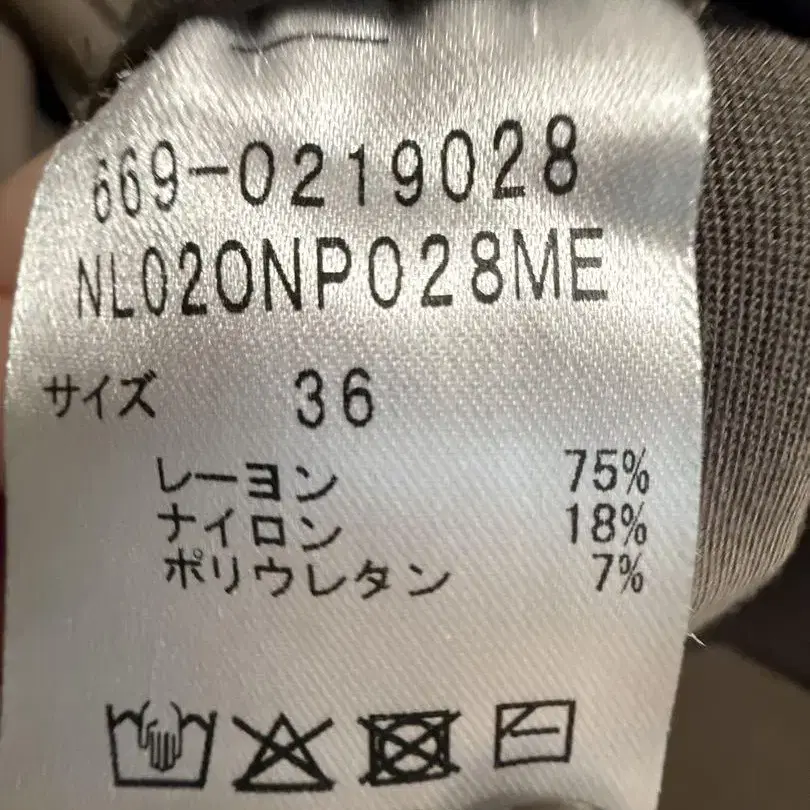 669-0219028
NL020NP028ME
サイズ 36
レーヨン 75%
ナイロン 18%
ポリウレタン 7%